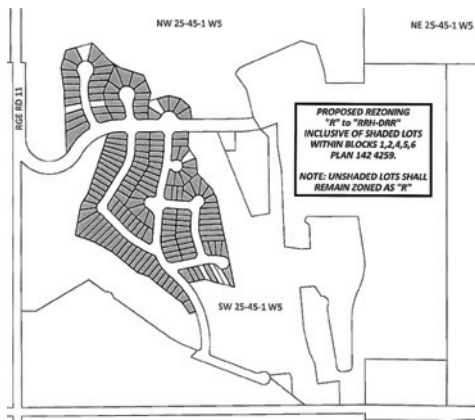 NW 25-45-1 W5
NE 25-45-1 W5
RGE RD 11
PROPOSED REZONING
"R" to "RRH-DRR"
INCLUSIVE OF SHADED LOTS
WITHIN BLOCKS 1,2,4,5,6
PLAN 142 4259.
NOTE: UNSHADED LOTS SHALL
REMAIN ZONED AS "R"
SW 25-45-1 W5